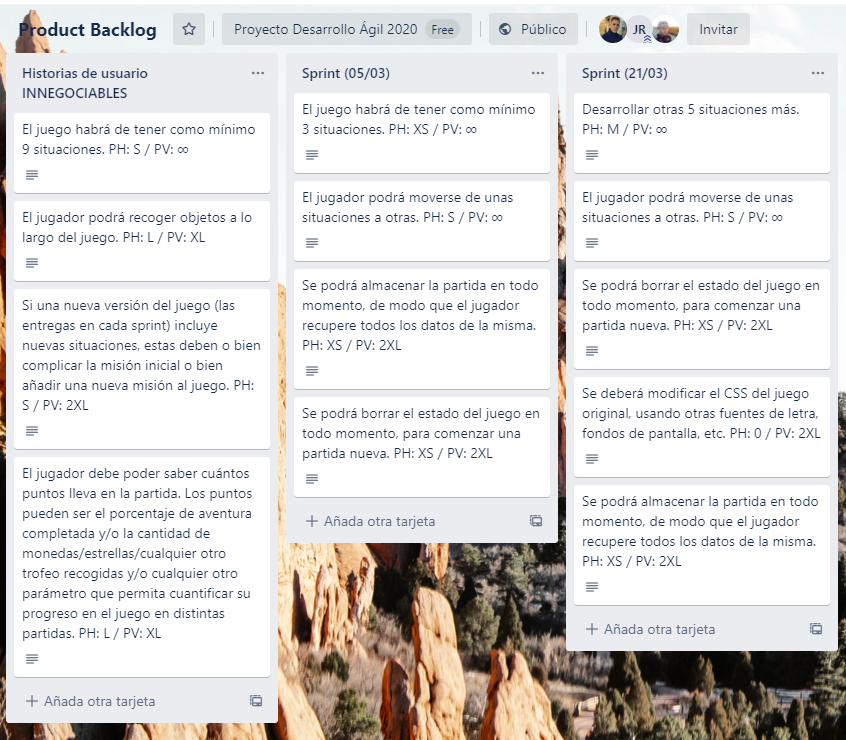 Product Backlog
Proyecto Desarrollo Ágil 2020 Free
Público
JR
Invitar
Historias de usuario
INNEGOCIABLES
El juego habrá de tener como mínimo
9 situaciones. PH: S / PV: ∞
El jugador podrá recoger objetos a lo
largo del juego. PH: L / PV: XL
Si una nueva versión del juego (las
entregas en cada sprint) incluye
nuevas situaciones, estas deben o bien
complicar la misión inicial o bien
añadir una nueva misión al juego. PH:
S / PV: 2XL
El jugador debe poder saber cuántos
puntos lleva en la partida. Los puntos
pueden ser el porcentaje de aventura
completada y/o la cantidad de
monedas/estrellas/cualquier otro
trofeo recogidas y/o cualquier otro
parámetro que permita cuantificar su
progreso en el juego en distintas
partidas. PH: L / PV: XL
Añada otra tarjeta
Sprint (05/03)
El juego habrá de tener como mínimo
3 situaciones. PH: XS / PV: ∞
El jugador podrá moverse de unas
situaciones a otras. PH: S / PV: ∞
Se podrá almacenar la partida en todo
momento, de modo que el jugador
recupere todos los datos de la misma.
PH: XS / PV: 2XL
Se podrá borrar el estado del juego en
todo momento, para comenzar una
partida nueva. PH: XS / PV: 2XL
Añada otra tarjeta
Sprint (21/03)
Desarrollar otras 5 situaciones más.
PH: M / PV: ∞
El jugador podrá moverse de unas
situaciones a otras. PH: S / PV: ∞
Se podrá borrar el estado del juego en
todo momento, para comenzar una
partida nueva. PH: XS / PV: 2XL
Se deberá modificar el CSS del juego
original, usando otras fuentes de letra,
fondos de pantalla, etc. PH: 0 / PV: 2XL
Se podrá almacenar la partida en todo
momento, de modo que el jugador
recupere todos los datos de la misma.
PH: XS / PV: 2XL
Añada otra tarjeta